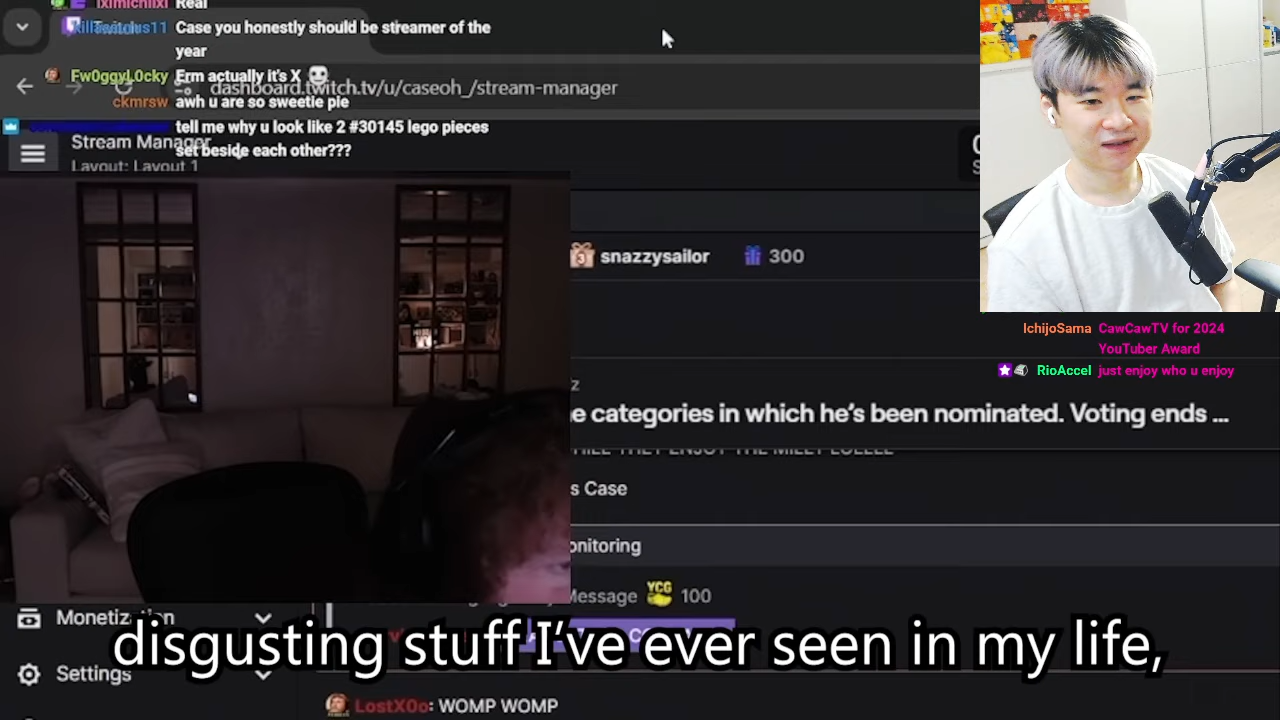 lximichilxi Real
Case you honestly should be streamer of the
year
Fw0ggyL0cky Erm actually it's X
dashboard.twitch.tv/u/caseoh_/stream-manager
ckmrsw awh u are so sweetie pie
tell me why u look like 2 #30145 lego pieces
set beside each other???
Stream Manager
Layout: Layout 1
snazzysailor 300
IchijoSama CawCawTV for 2024
YouTuber Award
RioAccel just enjoy who u enjoy
e categories in which he's been nominated. Voting ends ...
s Case
onitoring
Message YCG 100
Monetization
disgusting stuff I've ever seen in my life,
Settings
LostX0o: WOMP WOMP